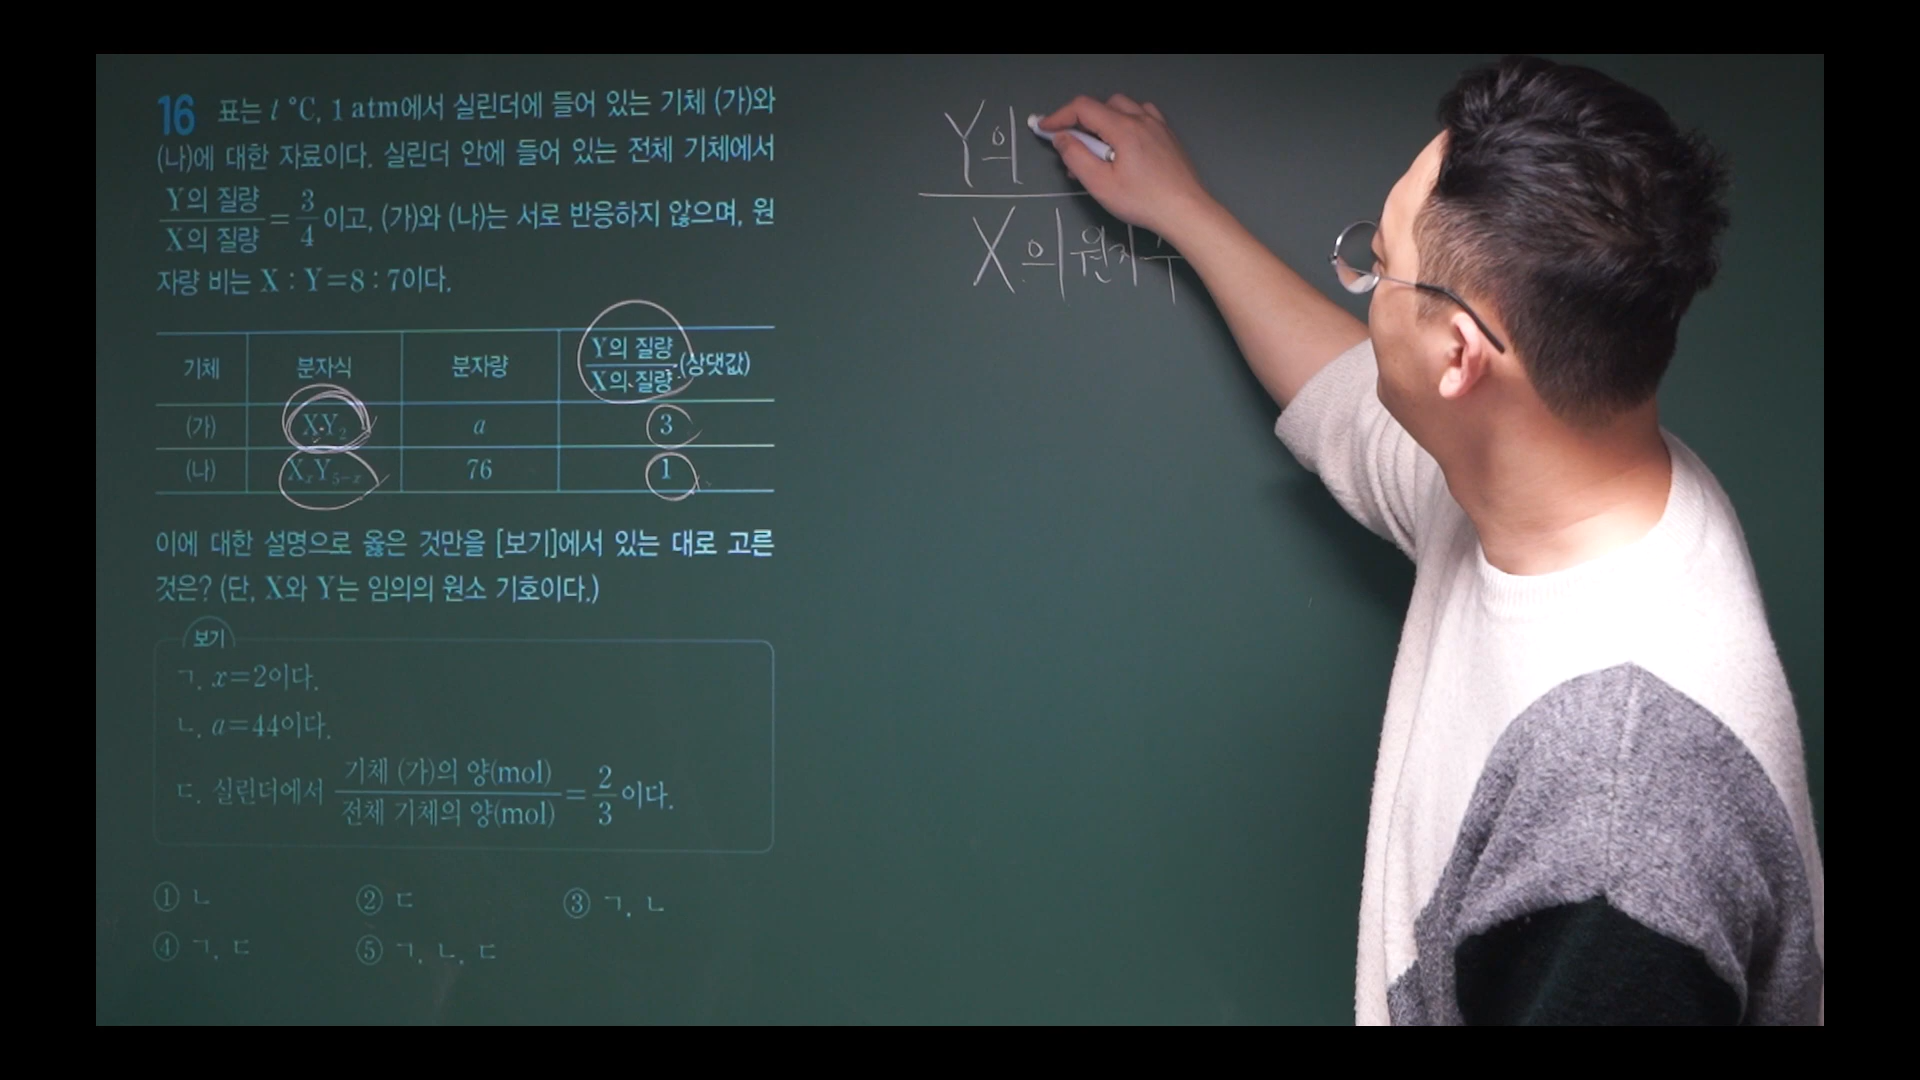 16 표는 t °C, 1 atm에서 실린더에 들어 있는 기체 (가)와
(나)에 대한 자료이다. 실린더 안에 들어 있는 전체 기체에서
Y의 질량/X의 질량 = 3/4 이고, (가)와 (나)는 서로 반응하지 않으며, 원
자량 비는 X : Y=8 : 7이다.
기체 분자식 분자량 Y의 질량/X의 질량 (상댓값)
(가) XY₂ a 3
(나) XₓY₅₋ₓ 76 1
이에 대한 설명으로 옳은 것만을 [보기]에서 있는 대로 고른
것은? (단, X와 Y는 임의의 원소 기호이다.)
보기
ㄱ. x=2이다.
ㄴ. a=44이다.
ㄷ. 실린더에서 기체 (가)의 양(mol)/전체 기체의 양(mol) = 2/3 이다.
① ㄴ ② ㄷ ③ ㄱ, ㄴ
④ ㄱ, ㄷ ⑤ ㄱ, ㄴ, ㄷ
Y의
X의 원자수